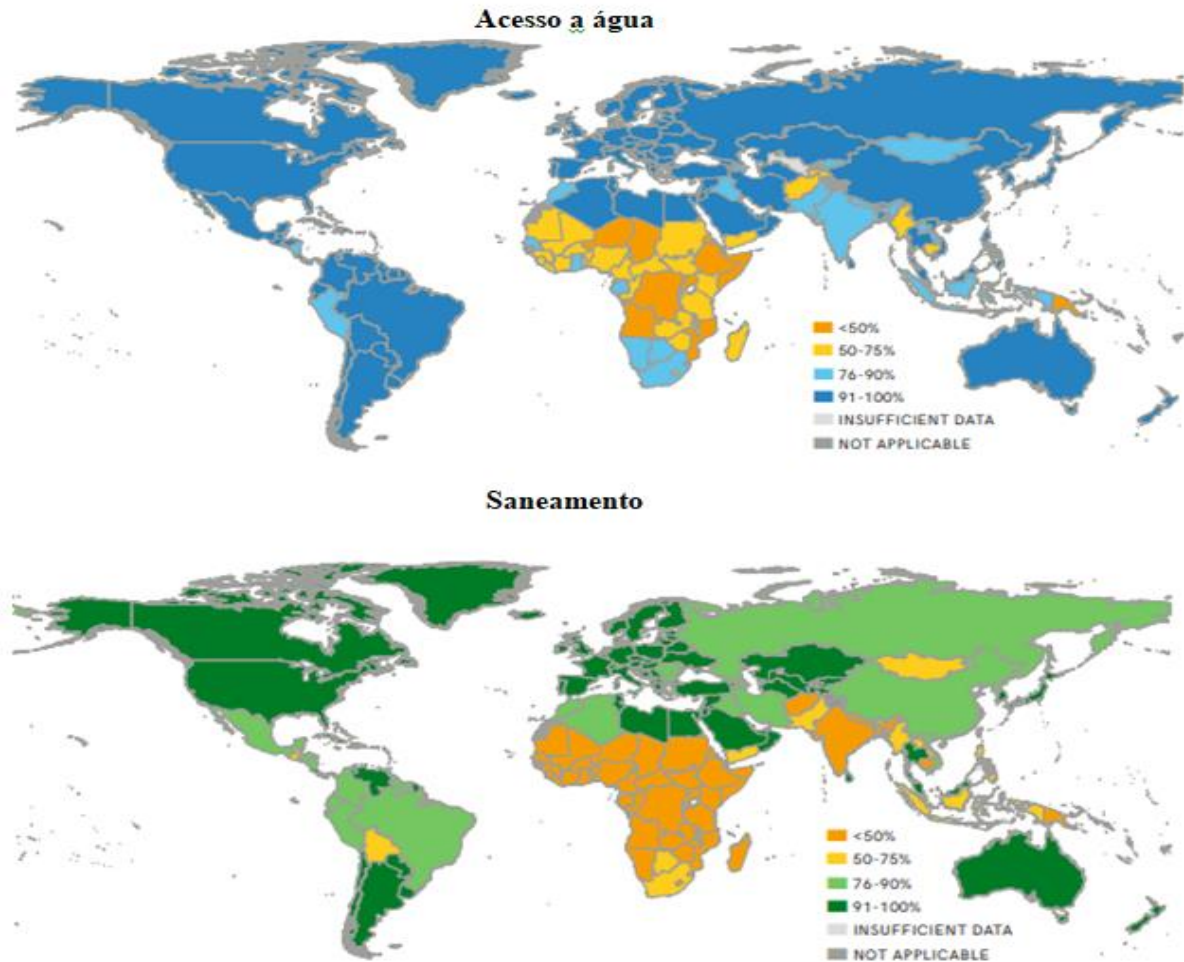 Acesso a água
<50%
50-75%
76-90%
91-100%
INSUFFICIENT DATA
NOT APPLICABLE
Saneamento
<50%
50-75%
76-90%
91-100%
INSUFFICIENT DATA
NOT APPLICABLE